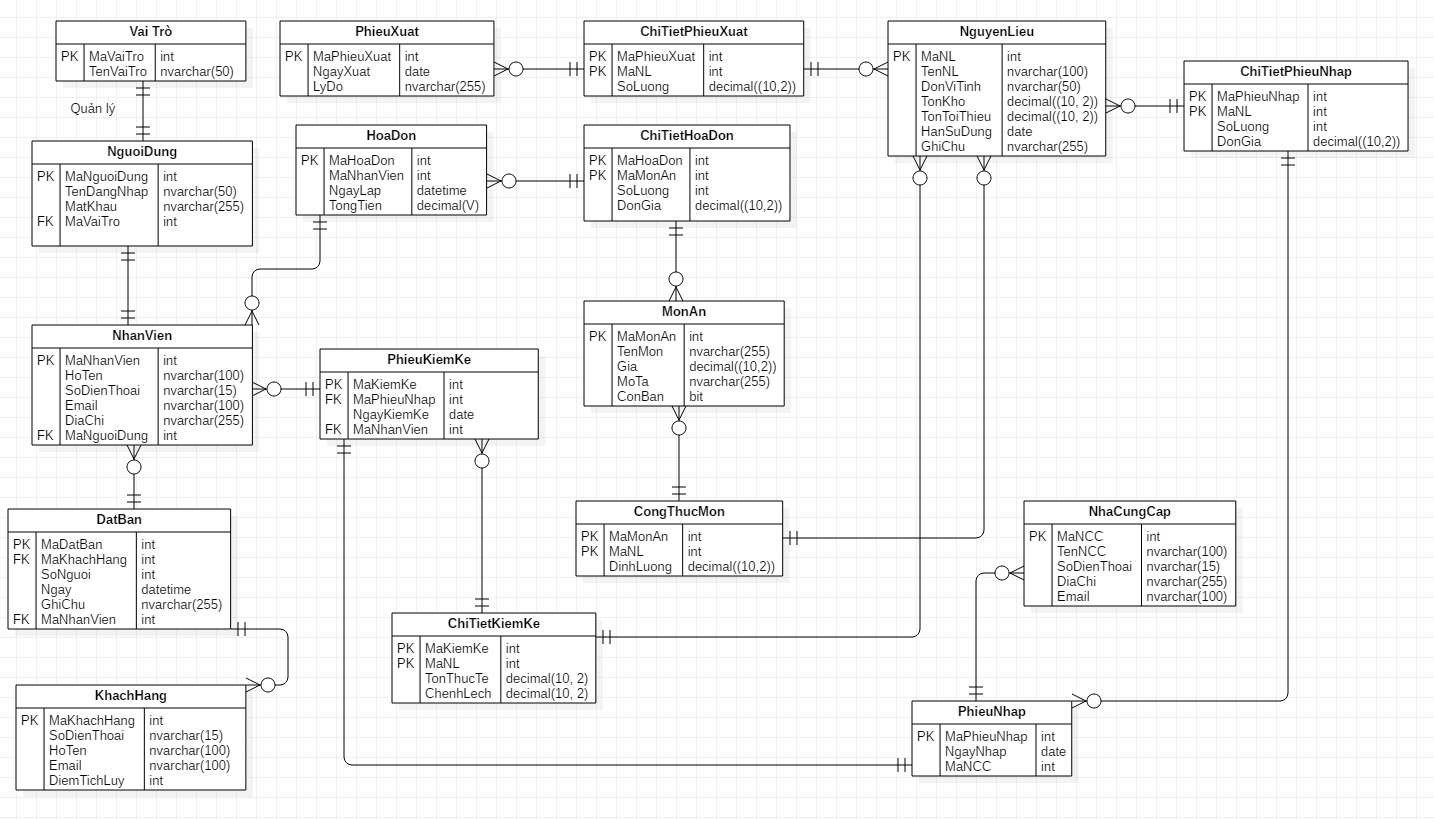 Vai Trò
PK MaVaiTro int
TenVaiTro nvarchar(50)
Quản lý
NguoiDung
PK MaNguoiDung int
TenDangNhap nvarchar(50)
MatKhau nvarchar(255)
FK MaVaiTro int
NhanVien
PK MaNhanVien int
HoTen nvarchar(100)
SoDienThoai nvarchar(15)
Email nvarchar(100)
DiaChi nvarchar(255)
FK MaNguoiDung int
DatBan
PK MaDatBan int
FK MaKhachHang int
SoNguoi int
Ngay datetime
GhiChu nvarchar(255)
FK MaNhanVien int
KhachHang
PK MaKhachHang int
SoDienThoai nvarchar(15)
HoTen nvarchar(100)
Email nvarchar(100)
DiemTichLuy int
PhieuXuat
PK MaPhieuXuat int
NgayXuat date
LyDo nvarchar(255)
HoaDon
PK MaHoaDon int
MaNhanVien int
NgayLap datetime
TongTien decimal(V)
PhieuKiemKe
PK MaKiemKe int
FK MaPhieuNhap int
NgayKiemKe date
FK MaNhanVien int
ChiTietKiemKe
PK MaKiemKe int
PK MaNL int
TonThucTe decimal(10, 2)
ChenhLech decimal(10, 2)
ChiTietPhieuXuat
PK MaPhieuXuat int
PK MaNL int
SoLuong decimal((10,2))
ChiTietHoaDon
PK MaHoaDon int
PK MaMonAn int
SoLuong int
DonGia decimal((10,2))
MonAn
PK MaMonAn int
TenMon nvarchar(255)
Gia decimal((10,2))
MoTa nvarchar(255)
ConBan bit
CongThucMon
PK MaMonAn int
PK MaNL int
DinhLuong decimal((10,2))
NguyenLieu
PK MaNL int
TenNL nvarchar(100)
DonViTinh nvarchar(50)
TonKho decimal((10, 2))
TonToiThieu decimal((10, 2))
HanSuDung date
GhiChu nvarchar(255)
ChiTietPhieuNhap
PK MaPhieuNhap int
PK MaNL int
SoLuong int
DonGia decimal((10,2))
NhaCungCap
PK MaNCC int
TenNCC nvarchar(100)
SoDienThoai nvarchar(15)
DiaChi nvarchar(255)
Email nvarchar(100)
PhieuNhap
PK MaPhieuNhap int
NgayNhap date
MaNCC int